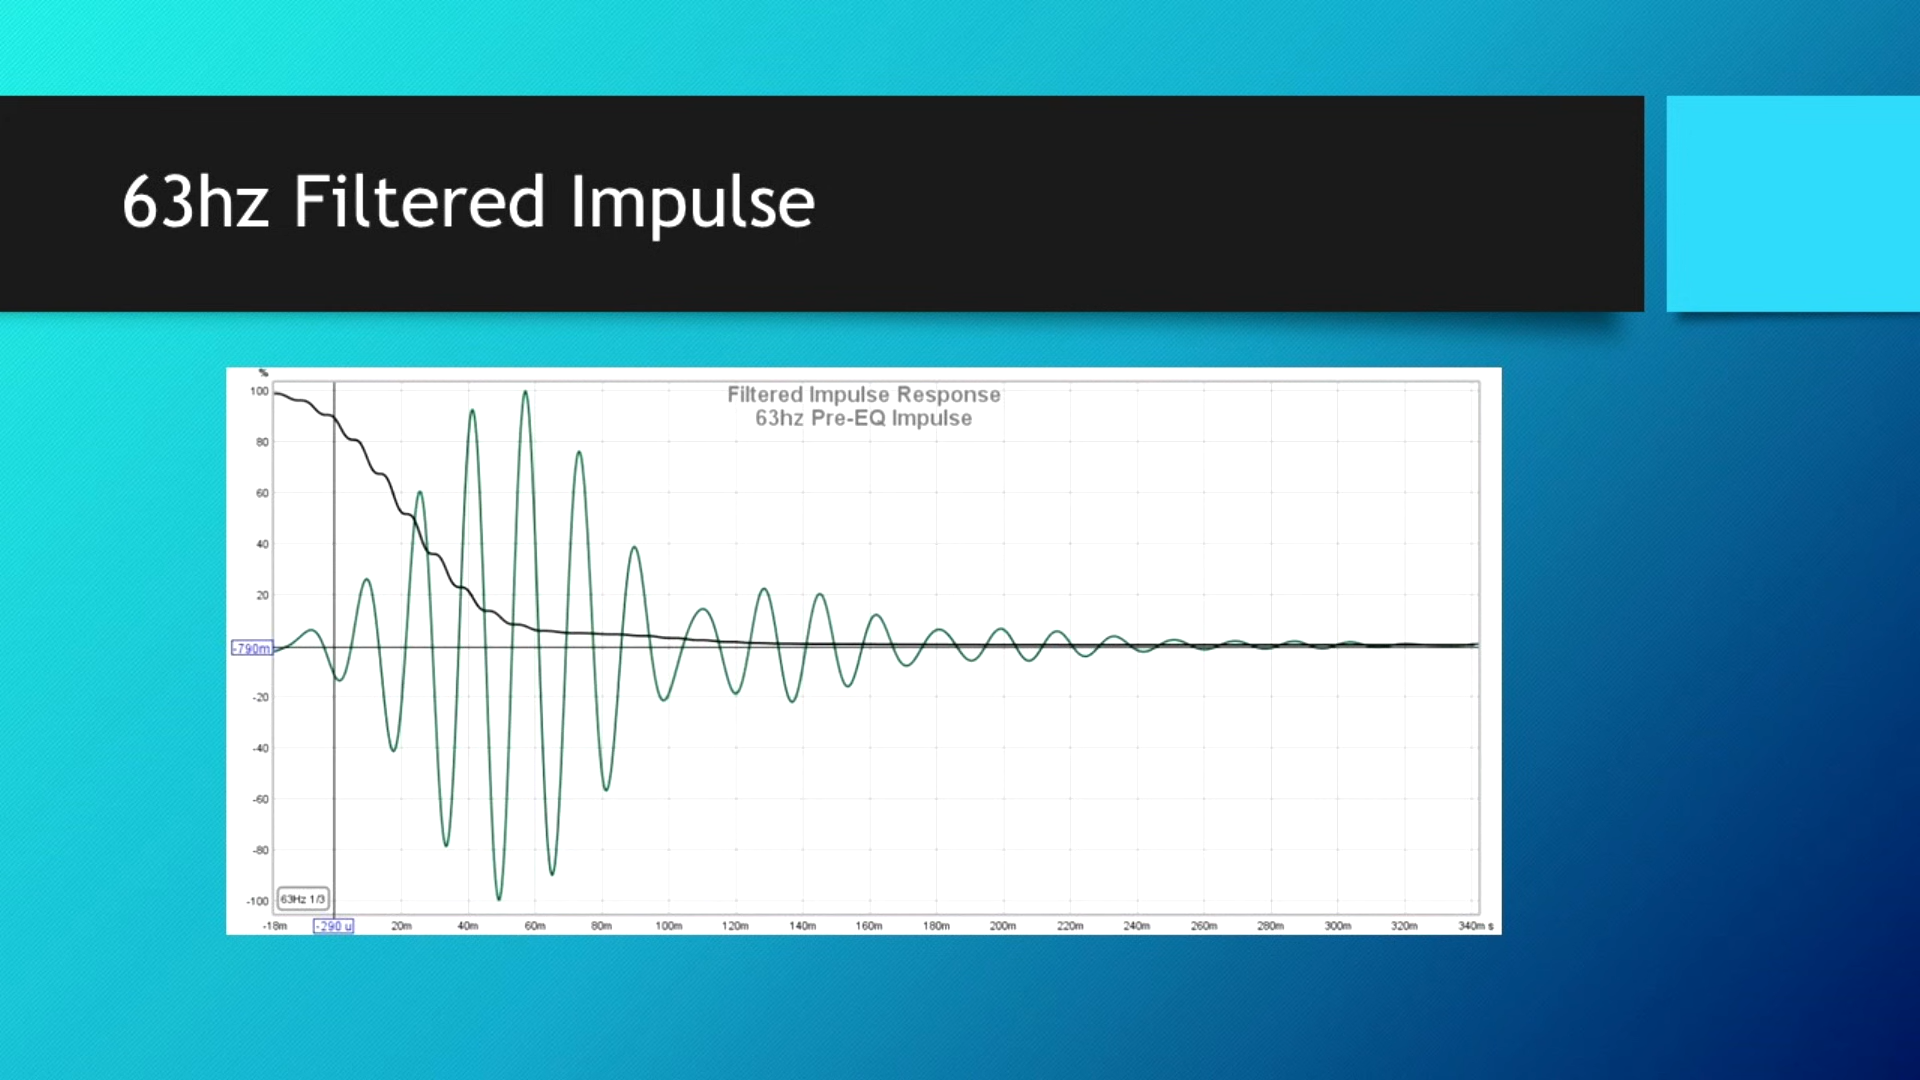 63hz Filtered Impulse
%
Filtered Impulse Response
63hz Pre-EQ Impulse
100
80
60
40
20
-790m
-20
-40
-60
-80
-100
63Hz 1/3
-18m -290 u 20m 40m 60m 80m 100m 120m 140m 160m 180m 200m 220m 240m 260m 280m 300m 320m 340m s